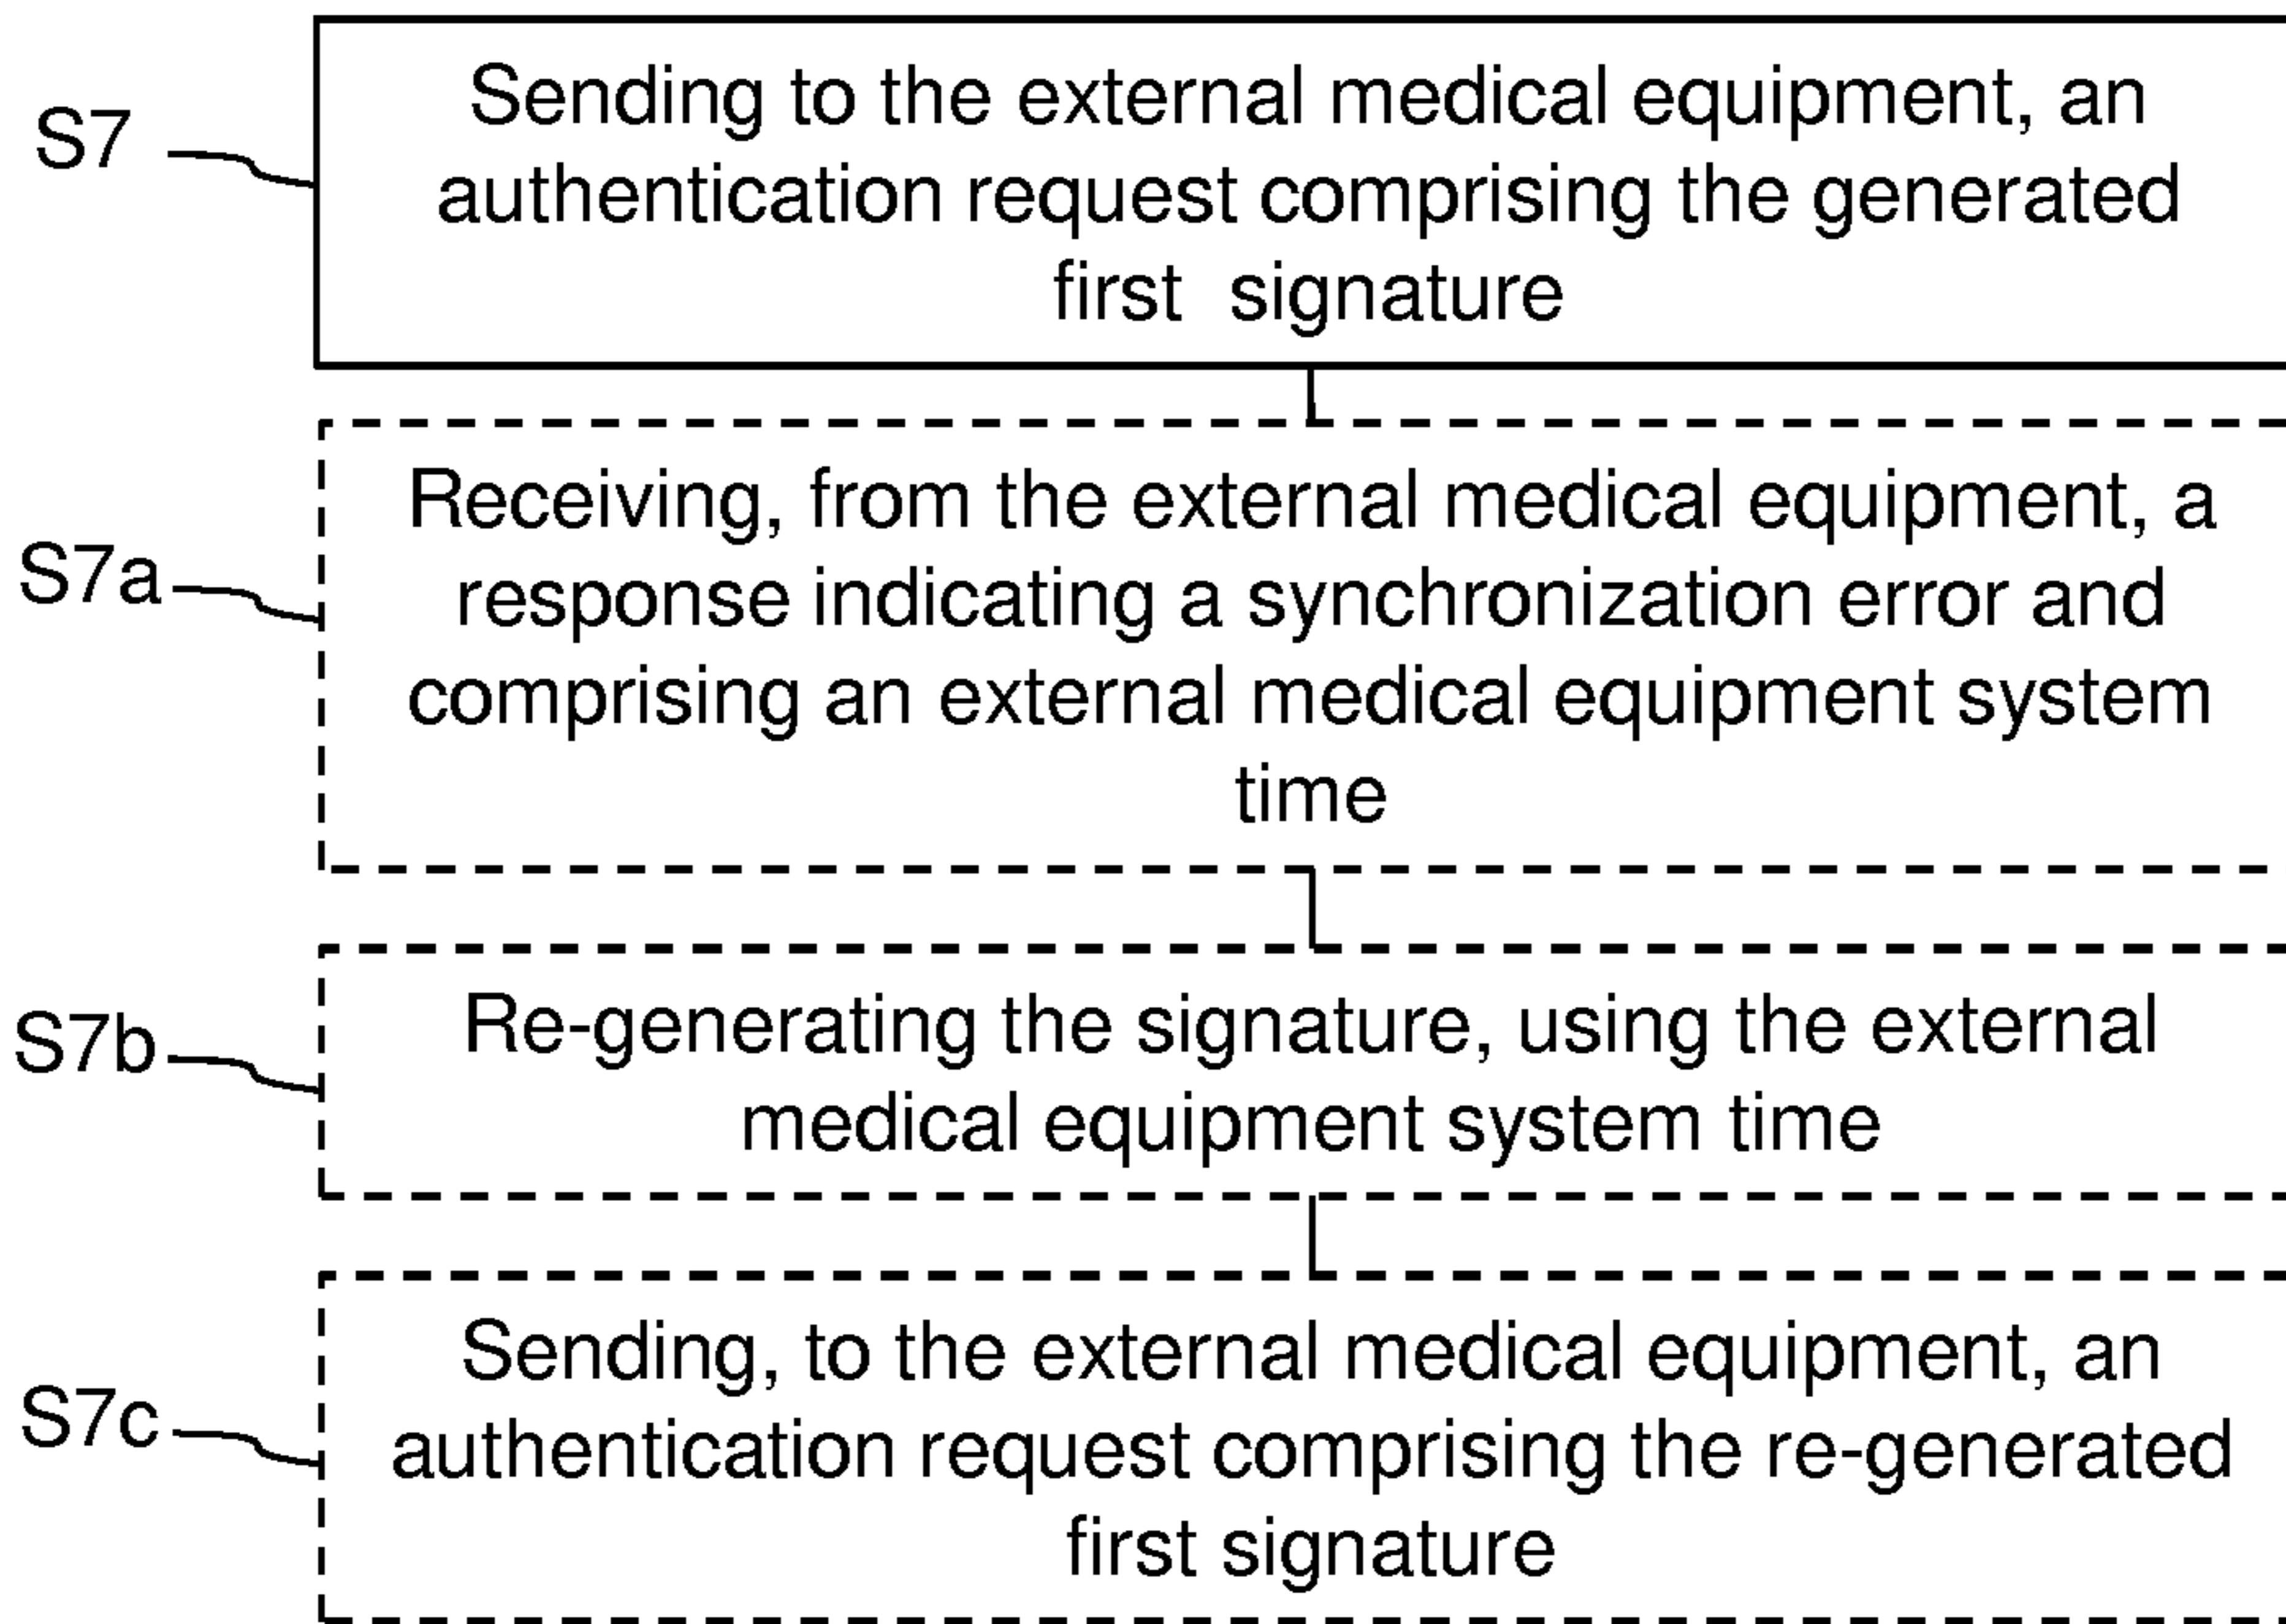 S7
Sending to the external medical equipment, an
authentication request comprising the generated
first signature
S7a
Receiving, from the external medical equipment, a
response indicating a synchronization error and
comprising an external medical equipment system
time
S7b
Re-generating the signature, using the external
medical equipment system time
S7c
Sending, to the external medical equipment, an
authentication request comprising the re-generated
first signature